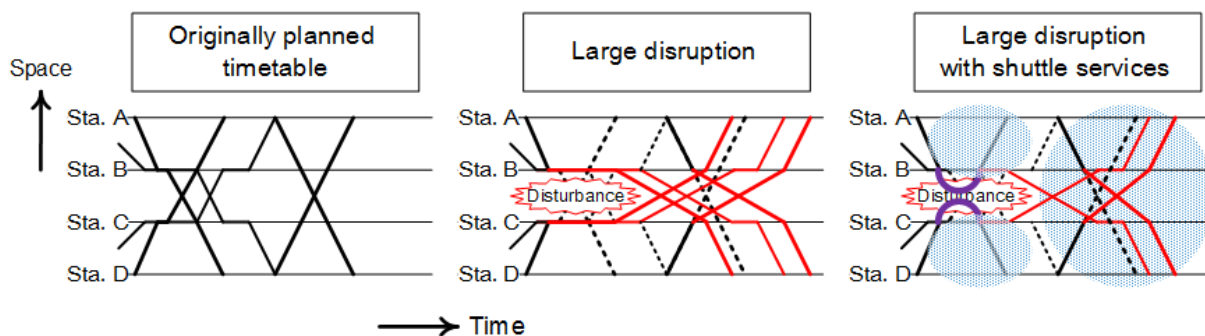 Originally planned
timetable
Large disruption
Large disruption
with shuttle services
Space
Sta. A
Sta. B
Sta. C
Sta. D
Sta. A
Sta. B
Disturbance
Sta. C
Sta. D
Sta. A
Sta. B
Disturbance
Sta. C
Sta. D
Time